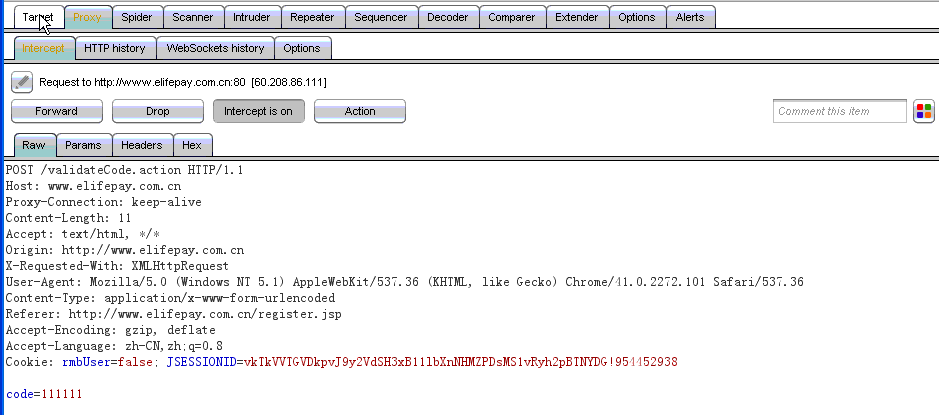 Target Proxy Spider Scanner Intruder Repeater Sequencer Decoder Comparer Extender Options Alerts
Intercept HTTP history WebSockets history Options
Request to http://www.elifepay.com.cn:80 [60.208.86.111]
Forward Drop Intercept is on Action Comment this item
Raw Params Headers Hex
POST /validateCode.action HTTP/1.1
Host: www.elifepay.com.cn
Proxy-Connection: keep-alive
Content-Length: 11
Accept: text/html, */*
Origin: http://www.elifepay.com.cn
X-Requested-With: XMLHttpRequest
User-Agent: Mozilla/5.0 (Windows NT 5.1) AppleWebKit/537.36 (KHTML, like Gecko) Chrome/41.0.2272.101 Safari/537.36
Content-Type: application/x-www-form-urlencoded
Referer: http://www.elifepay.com.cn/register.jsp
Accept-Encoding: gzip, deflate
Accept-Language: zh-CN,zh;q=0.8
Cookie: rmbUser=false; JSESSIONID=vkTkVVTGVDkpvJ9y2VdSH3xB11lbXnNHMZPDsMS1vRyh2pBTNYDG!954452938
code=111111